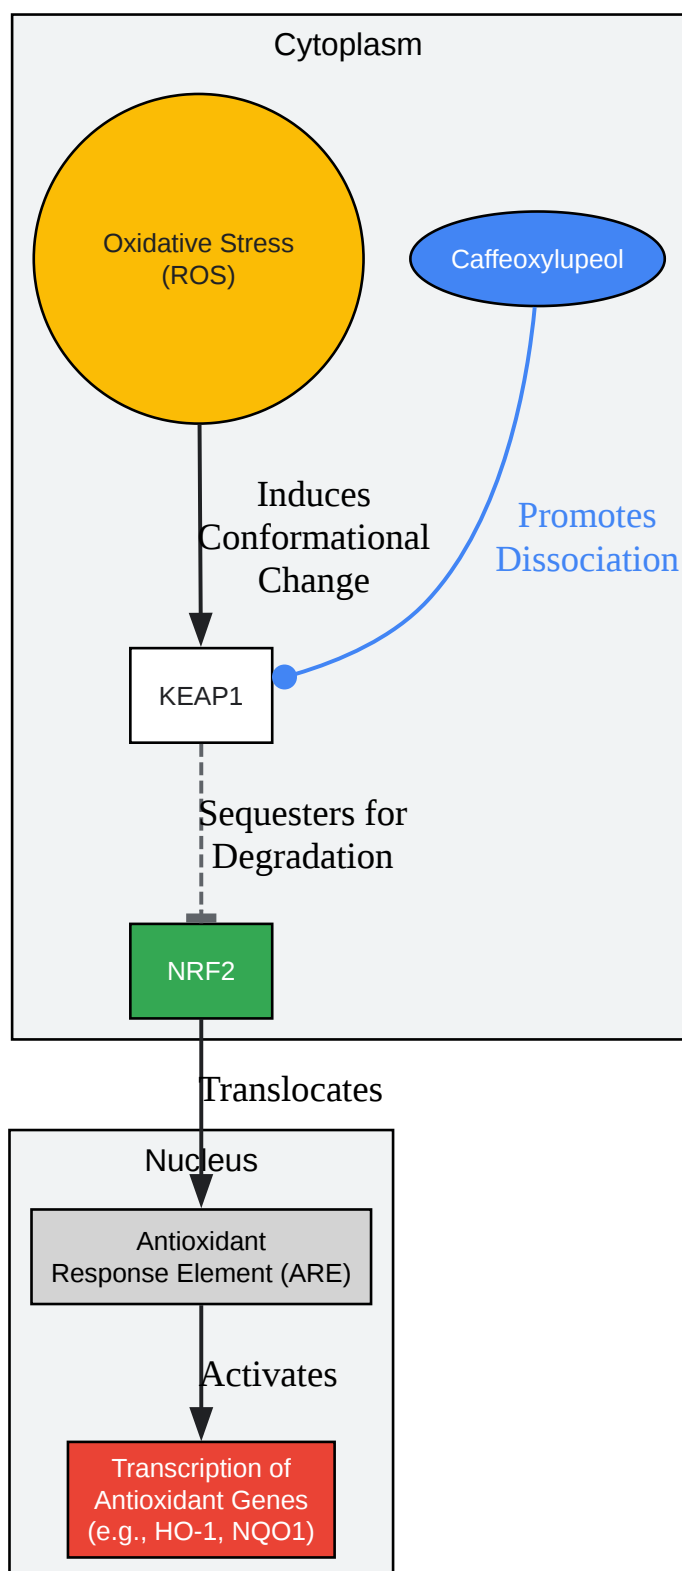 Cytoplasm
Oxidative Stress
(ROS)
Caffeoxylupeol
Induces
Conformational
Change
Promotes
Dissociation
KEAP1
Sequesters for
Degradation
NRF2
Translocates
Nucleus
Antioxidant
Response Element (ARE)
Activates
Transcription of
Antioxidant Genes
(e.g., HO-1, NQO1)